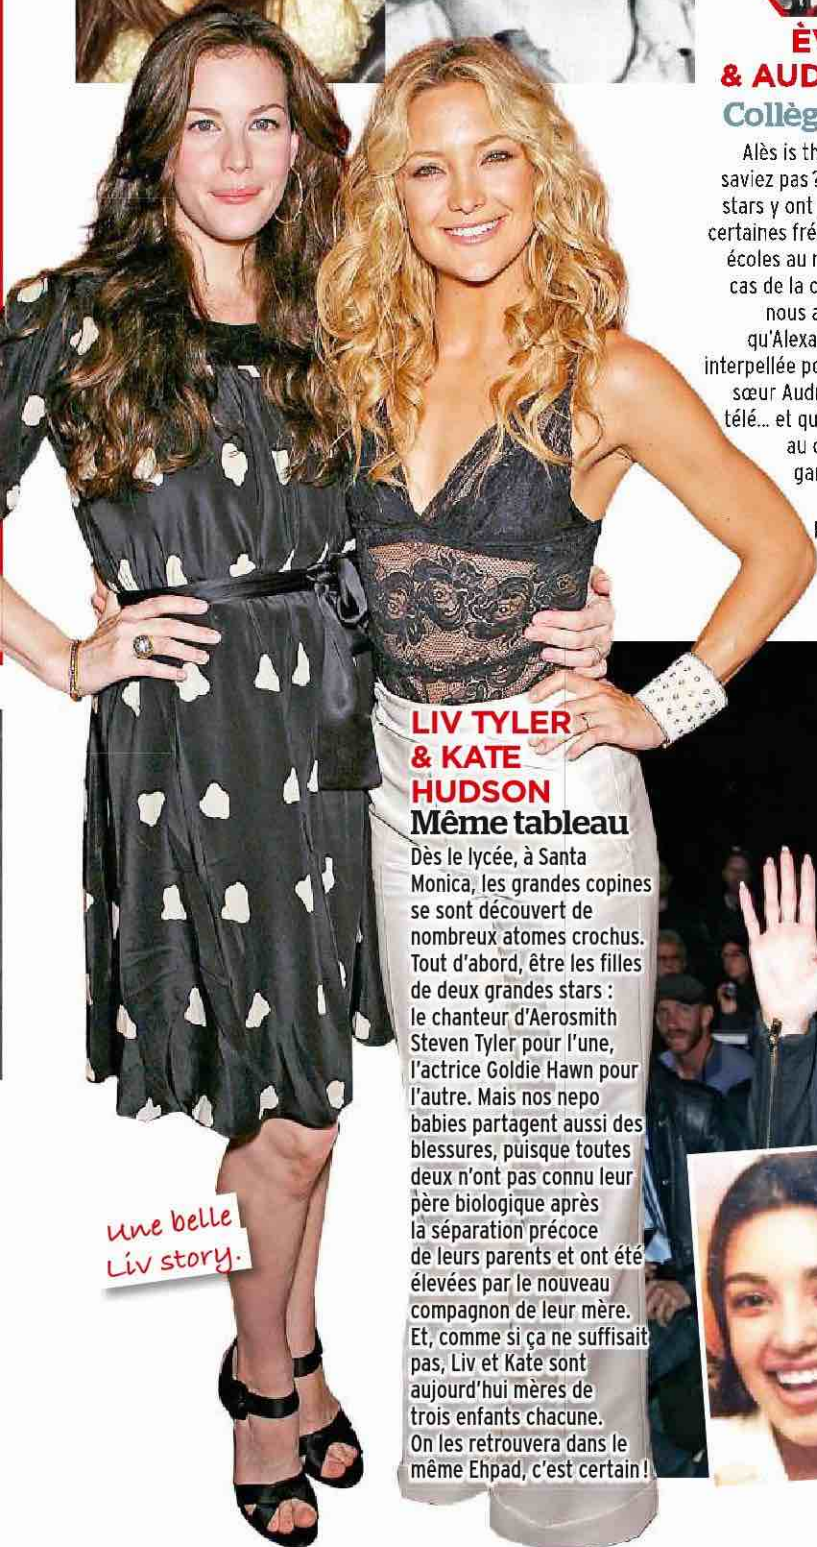 LIV TYLER
& KATE
HUDSON
Même tableau
Dès le lycée, à Santa
Monica, les grandes copines
se sont découvert de
nombreux atomes crochus.
Tout d'abord, être les filles
de deux grandes stars :
le chanteur d'Aerosmith
Steven Tyler pour l'une,
l'actrice Goldie Hawn pour
l'autre. Mais nos nepo
babies partagent aussi des
blessures, puisque toutes
deux n'ont pas connu leur
père biologique après
la séparation précoce
de leurs parents et ont été
élevées par le nouveau
compagnon de leur mère.
Et, comme si ça ne suffisait
pas, Liv et Kate sont
aujourd'hui mères de
trois enfants chacune.
On les retrouvera dans le
même Ehpad, c'est certain !
Une belle
Liv story.
& AUD
Collèg
Alès is th
saviez pas ?
stars y ont
certaines fré
écoles au
cas de la
nous a
qu'Alexa
interpellée po
sœur Aud
télé... et qu
au
ga